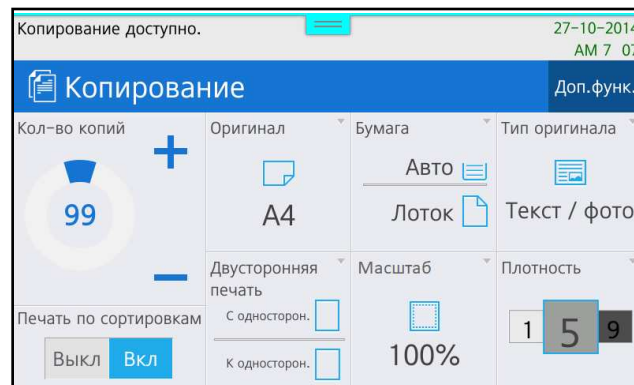 Копирование доступно.
27-10-2014
AM 7 07
Копирование
Доп.функ.
Кол-во копий
99
Оригинал
A4
Бумага
Авто
Лоток
Тип оригинала
Текст / фото
Печать по сортировкам
Выкл Вкл
Двусторонняя
печать
С односторон.
К односторон.
Масштаб
100%
Плотность
1 5 9